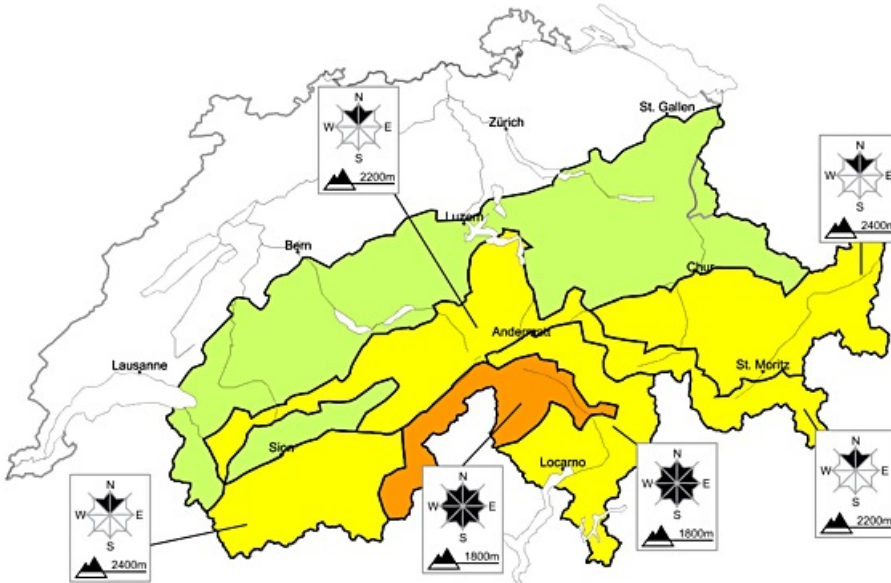 St. Gallen
Zürich
N
W E
S
2200m
N
W E
S
2400m
Luzern
Bern
Chur
Andermatt
Lausanne
St. Moritz
Sion
Locarno
N
W E
S
2400m
N
W E
S
1800m
N
W E
S
1800m
N
W E
S
2200m